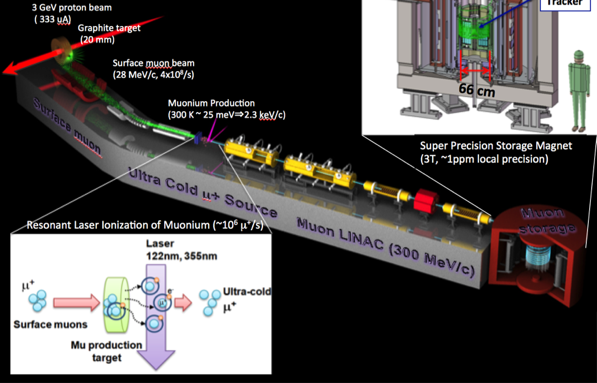 3 GeV proton beam
( 333 uA)
Graphite target
(20 mm)
Surface muon beam
(28 MeV/c, 4x10⁸/s)
Muonium Production
(300 K ~ 25 meV⇒2.3 keV/c)
Surface muon
Ultra Cold μ+ Source
Muon LINAC (300 MeV/c)
Muon
storage
Tracker
66 cm
Super Precision Storage Magnet
(3T, ~1ppm local precision)
Resonant Laser Ionization of Muonium (~10⁶ μ⁺/s)
Laser
122nm, 355nm
μ⁺
Surface muons
Mu production
target
e⁻
μ⁺
Ultra-cold
μ⁺